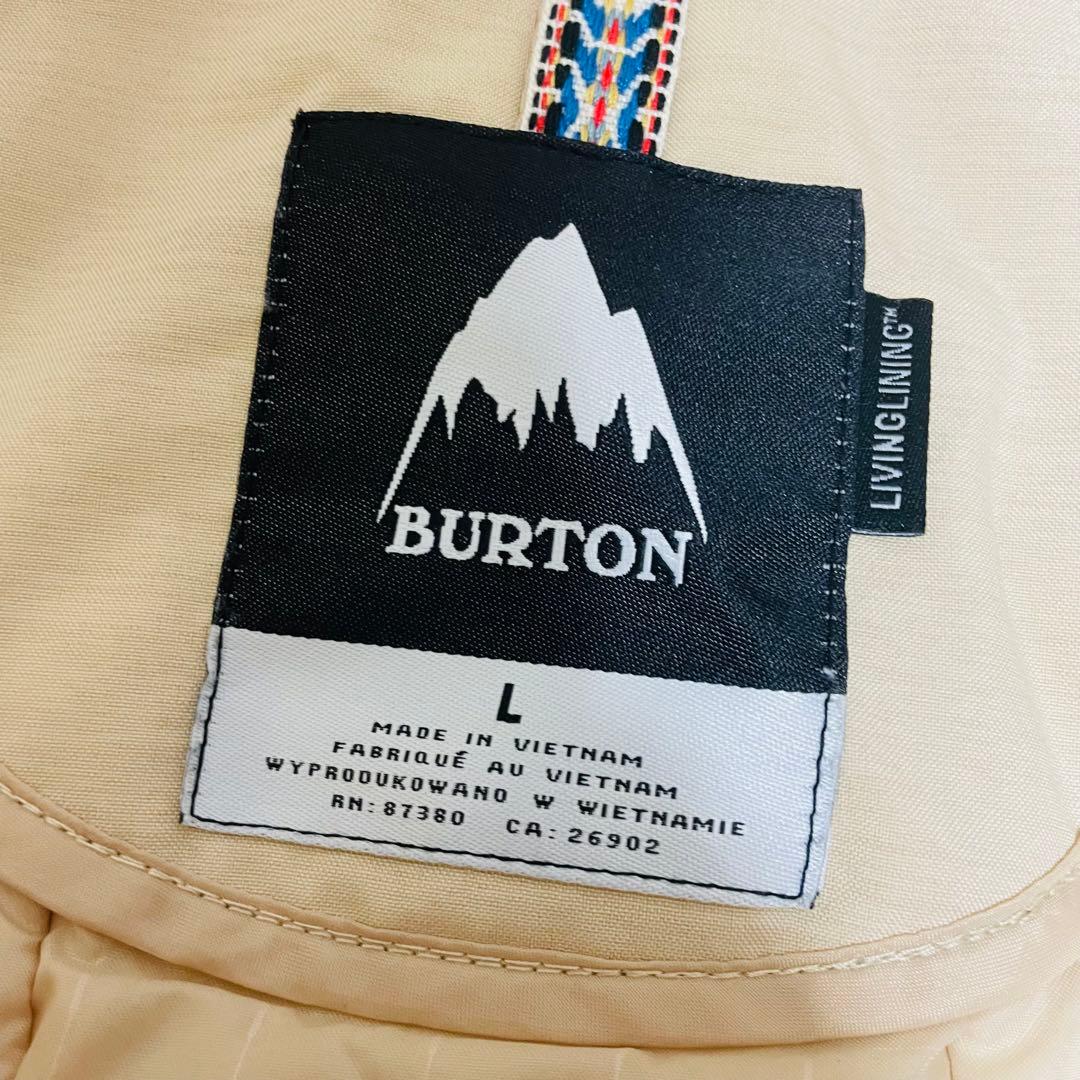 BURTON
LIVINGLINING™
L
MADE IN VIETNAM
FABRIQUÉ AU VIETNAM
WYPRODUKOWANO W WIETNAMIE
RN: 87380 CA: 26902